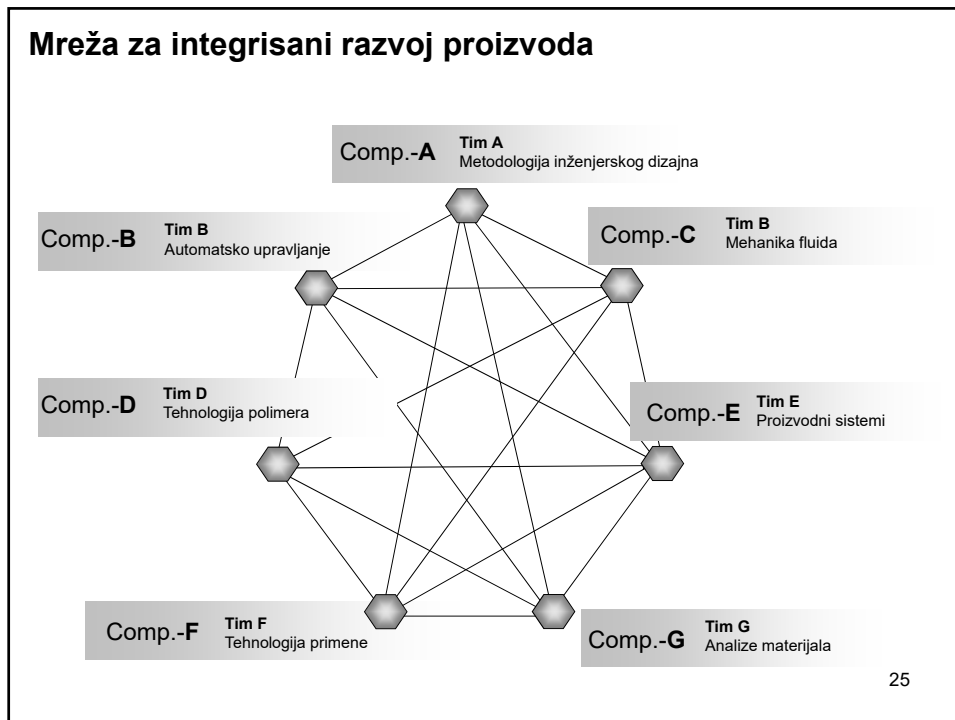 Mreža za integrisani razvoj proizvoda
Comp.-A
Tim A
Metodologija inženjerskog dizajna
Comp.-B
Tim B
Automatsko upravljanje
Comp.-C
Tim B
Mehanika fluida
Comp.-D
Tim D
Tehnologija polimera
Comp.-E
Tim E
Proizvodni sistemi
Comp.-F
Tim F
Tehnologija primene
Comp.-G
Tim G
Analize materijala
25